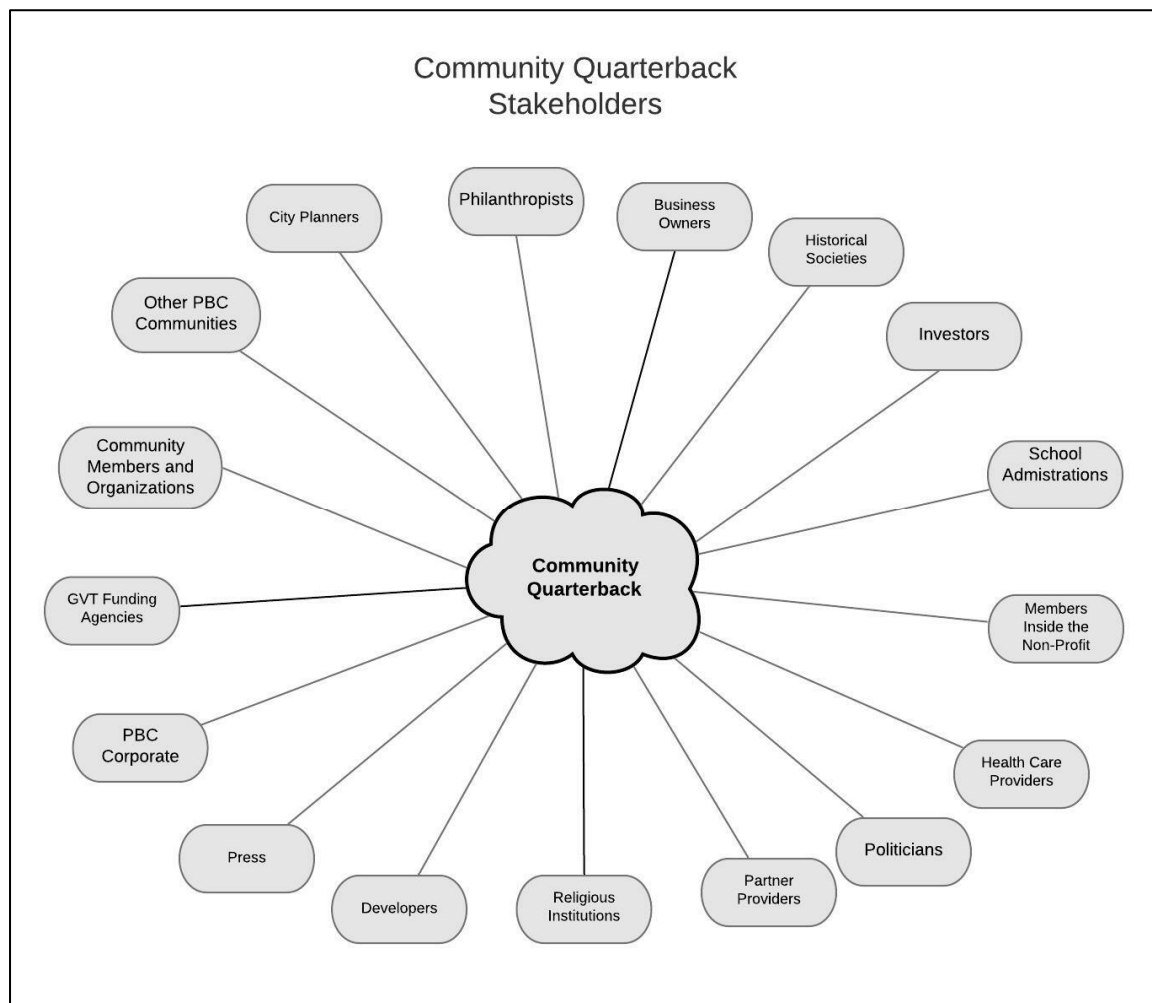 Community Quarterback
Stakeholders
Philanthropists
City Planners
Business
Owners
Historical
Societies
Other PBC
Communities
Investors
Community
Members and
Organizations
School
Admistrations
Community
Quarterback
GVT Funding
Agencies
Members
Inside the
Non-Profit
PBC
Corporate
Health Care
Providers
Press
Politicians
Developers
Religious
Institutions
Partner
Providers